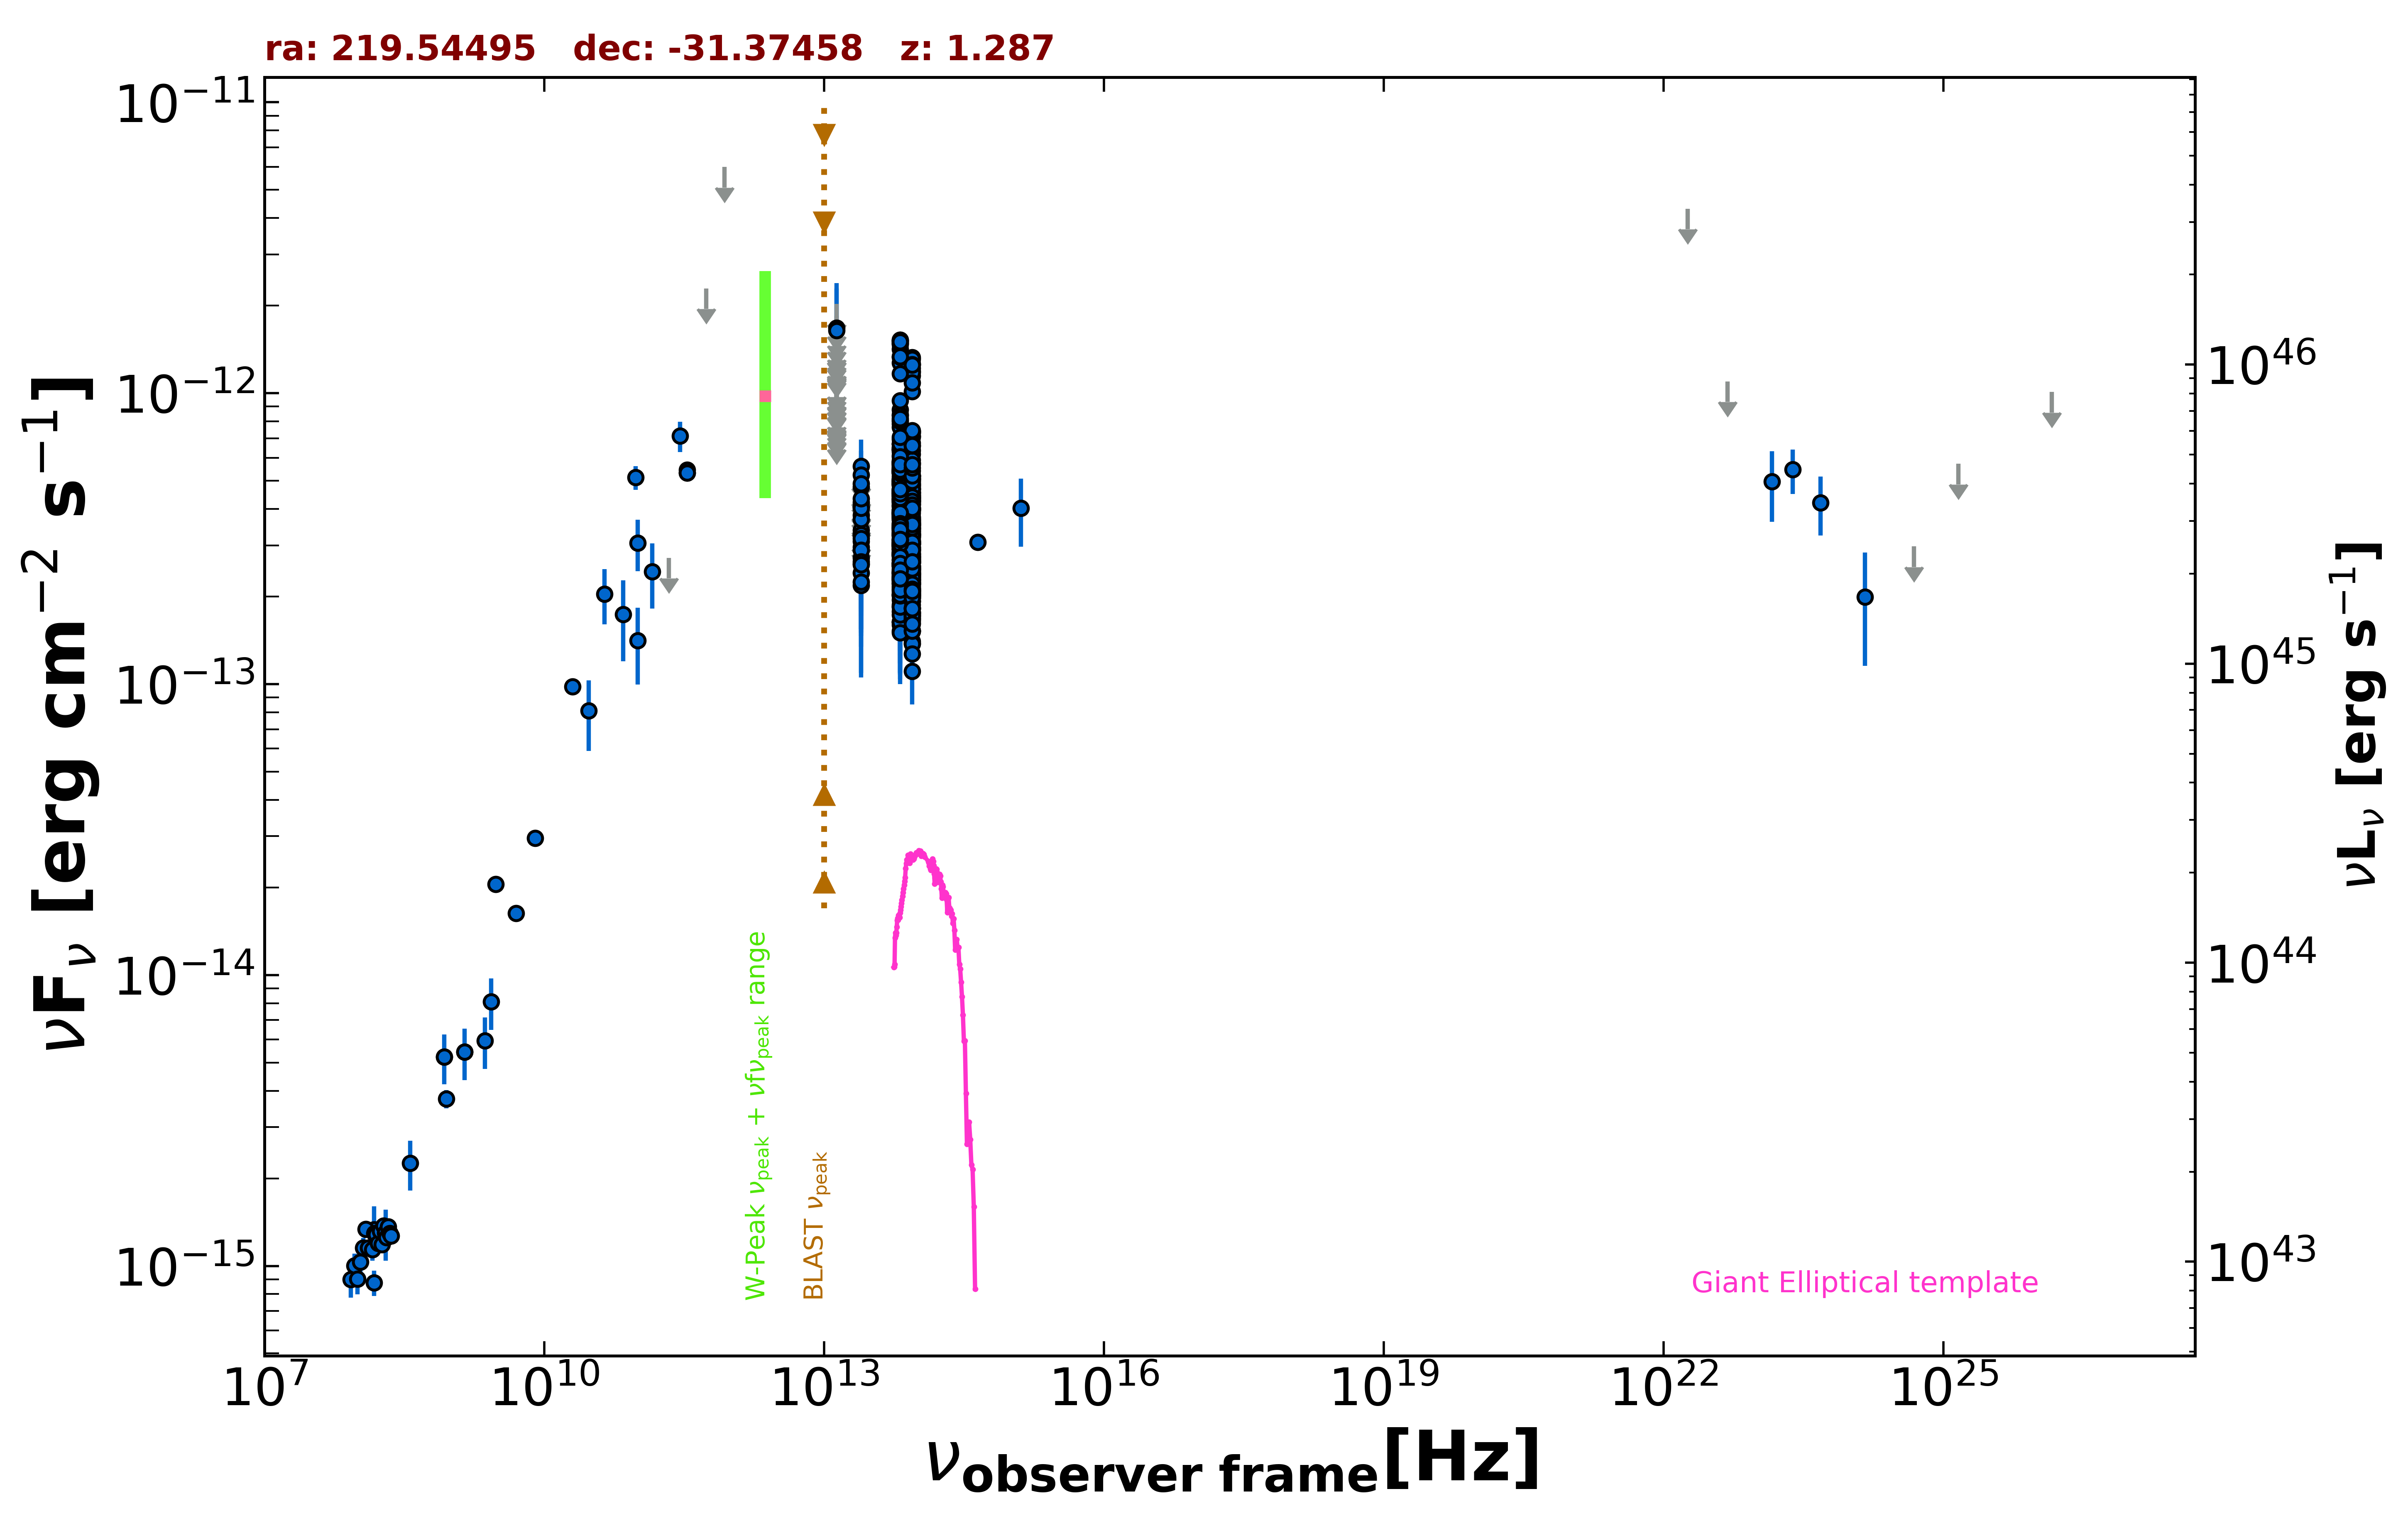 ra: 219.54495   dec: -31.37458   z: 1.287
νFν [erg cm⁻² s⁻¹]
10⁻¹¹
10⁻¹²
10⁻¹³
10⁻¹⁴
10⁻¹⁵
10⁷
10¹⁰
10¹³
10¹⁶
10¹⁹
10²²
10²⁵
ν observer frame [Hz]
10⁴⁶
10⁴⁵
10⁴⁴
10⁴³
νLν [erg s⁻¹]
W-Peak νpeak + νfνpeak range
BLAST νpeak
Giant Elliptical template